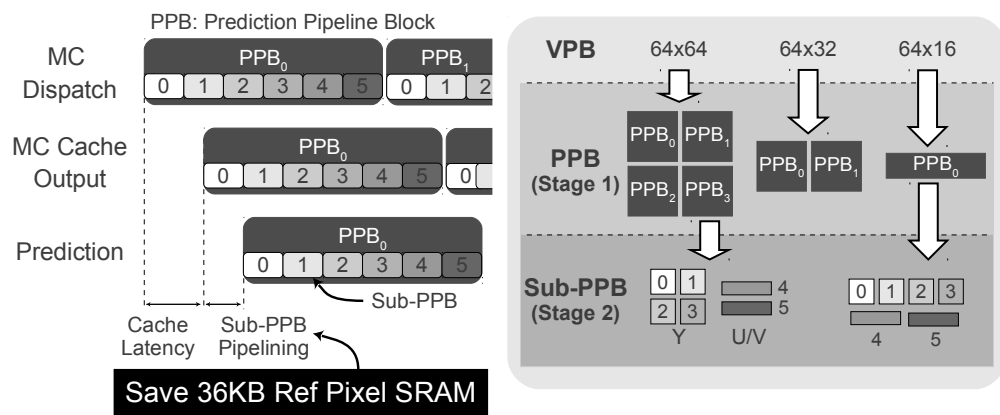 PPB: Prediction Pipeline Block
MC
Dispatch
PPB0
0 1 2 3 4 5
PPB1
0 1 2
MC Cache
Output
PPB0
0 1 2 3 4 5
0
Prediction
PPB0
0 1 2 3 4 5
Sub-PPB
Cache
Latency
Sub-PPB
Pipelining
Save 36KB Ref Pixel SRAM
VPB
64x64
64x32
64x16
PPB
(Stage 1)
PPB0 PPB1
PPB2 PPB3
PPB0 PPB1
PPB0
Sub-PPB
(Stage 2)
0 1
2 3
Y
4
5
U/V
0 1 2 3
4 5